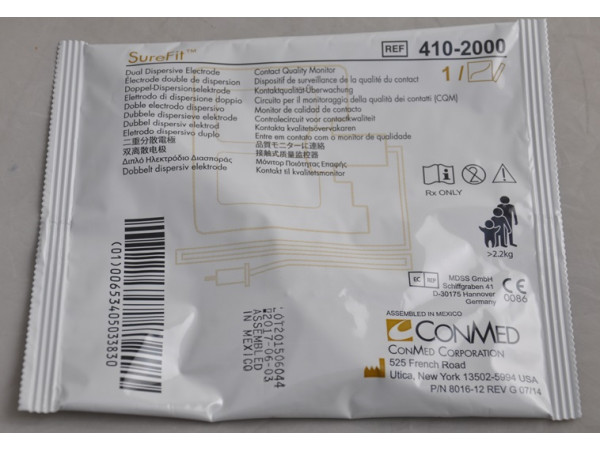 SureFit™
REF 410-2000
1/
Dual Dispersive Electrode
Électrode double de dispersion
Doppel-Dispersionselektrode
Elettrodo di dispersione doppio
Doble electrodo dispersivo
Dubbele dispersieve elektrode
Dubbel dispersiv elektrod
Eletrodo dispersivo duplo
二重分散電極
双离散电极
Διπλό Ηλεκτρόδιο Διασποράς
Dobbelt dispersiv elektrode
Contact Quality Monitor
Dispositif de surveillance de la qualité du contact
Kontaktqualität-Überwachung
Circuito per il monitoraggio della qualità dei contatti (CQM)
Monitor de calidad de contacto
Controlecircuit voor contactkwaliteit
Kontakta kvalitetsövervakaren
Entre em contato com o monitor de qualidade
品質モニターに連絡
接触式质量监控器
Μόντορ Ποιότητας Επαφής
Kontakt til kvalitetsmonitor
Rx ONLY
>2.2kg
EC REP
MDSS GmbH
Schiffgraben 41
D-30175 Hannover
Germany
CE
0086
(01)00653405033830
LOT201506044
2017-06-03
ASSEMBLED
IN MEXICO
ASSEMBLED IN MEXICO
CONMED
CONMED CORPORATION
525 French Road
Utica, New York 13502-5994 USA
P/N 8016-12 REV G 07/14